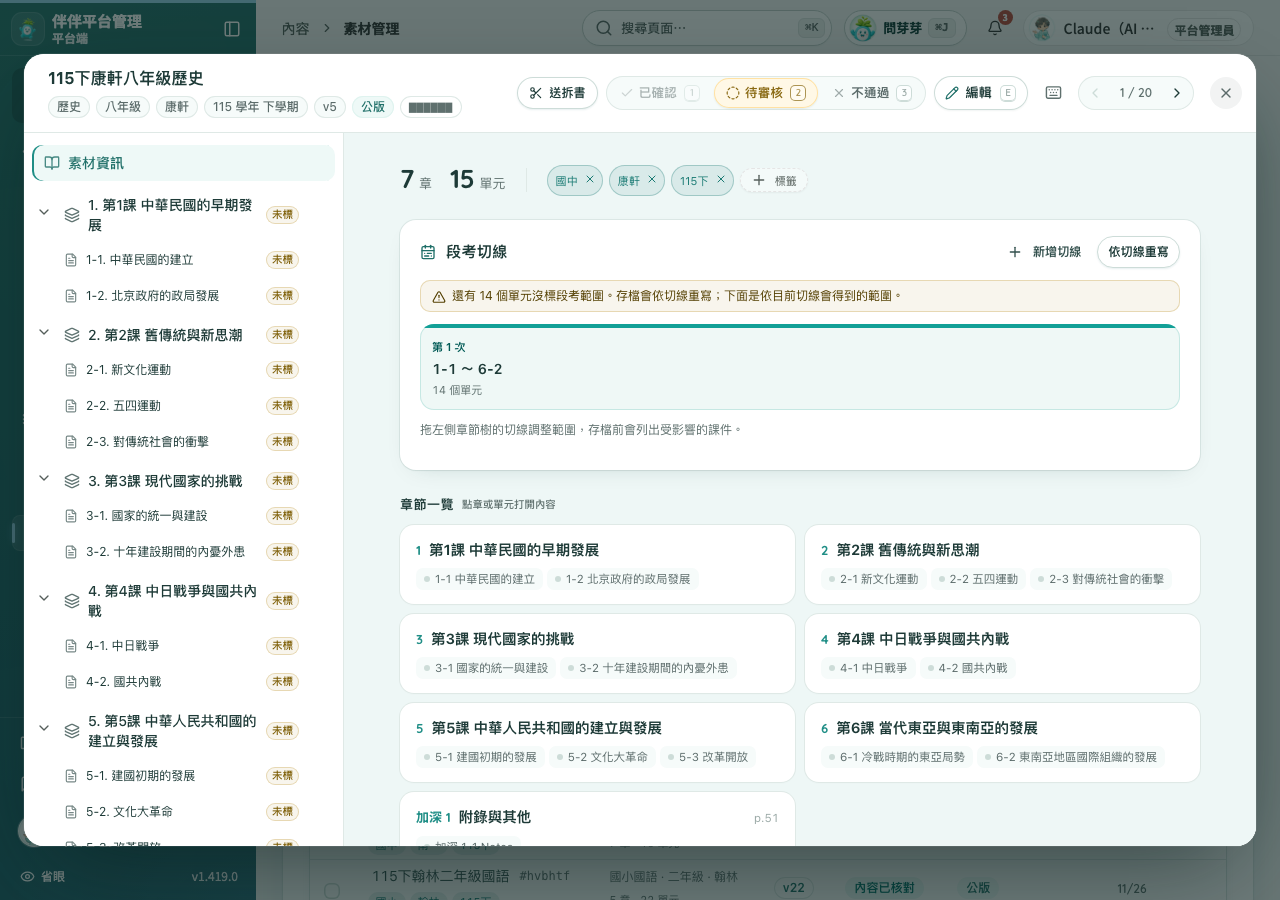 伴伴平台管理
平台端
內容 > 素材管理
搜尋頁面… ⌘K
問芽芽 ⌘J
3
Claude（AI …
平台管理員
115下康軒八年級歷史
歷史 八年級 康軒 115 學年 下學期 v5 公版
送拆書
已確認 1
待審核 2
不通過 3
編輯 E
1 / 20
素材資訊
1. 第1課 中華民國的早期發展 未標
1-1. 中華民國的建立 未標
1-2. 北京政府的政局發展 未標
2. 第2課 舊傳統與新思潮 未標
2-1. 新文化運動 未標
2-2. 五四運動 未標
2-3. 對傳統社會的衝擊 未標
3. 第3課 現代國家的挑戰 未標
3-1. 國家的統一與建設 未標
3-2. 十年建設期間的內憂外患 未標
4. 第4課 中日戰爭與國共內戰 未標
4-1. 中日戰爭 未標
4-2. 國共內戰 未標
5. 第5課 中華人民共和國的建立與發展 未標
5-1. 建國初期的發展 未標
5-2. 文化大革命 未標
7 章 15 單元
國中 × 康軒 × 115下 × + 標籤
段考切線
+ 新增切線 依切線重寫
還有 14 個單元沒標段考範圍。存檔會依切線重寫；下面是依目前切線會得到的範圍。
第 1 次
1-1 ～ 6-2
14 個單元
拖左側章節樹的切線調整範圍，存檔前會列出受影響的課件。
章節一覽 點章或單元打開內容
1 第1課 中華民國的早期發展
1-1 中華民國的建立 1-2 北京政府的政局發展
2 第2課 舊傳統與新思潮
2-1 新文化運動 2-2 五四運動 2-3 對傳統社會的衝擊
3 第3課 現代國家的挑戰
3-1 國家的統一與建設 3-2 十年建設期間的內憂外患
4 第4課 中日戰爭與國共內戰
4-1 中日戰爭 4-2 國共內戰
5 第5課 中華人民共和國的建立與發展
5-1 建國初期的發展 5-2 文化大革命 5-3 改革開放
6 第6課 當代東亞與東南亞的發展
6-1 冷戰時期的東亞局勢 6-2 東南亞地區國際組織的發展
加深 1 附錄與其他 p.51
省眼 v1.419.0
115下翰林二年級國語 #hvbhtf
國小國語 · 二年級 · 翰林
v22 內容已核對 公版 11/26